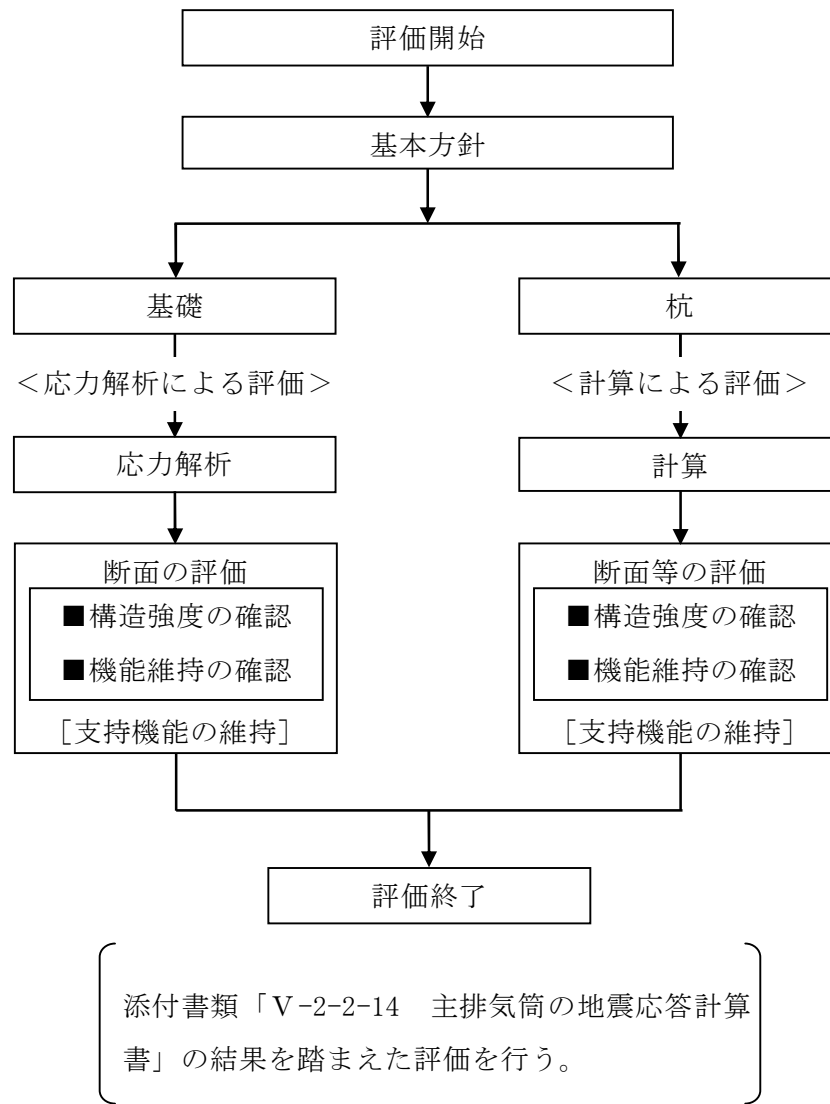 評価開始
基本方針
基礎
杭
＜応力解析による評価＞
＜計算による評価＞
応力解析
計算
断面の評価
■構造強度の確認
■機能維持の確認
［支持機能の維持］
断面等の評価
■構造強度の確認
■機能維持の確認
［支持機能の維持］
評価終了
添付書類「Ｖ-2-2-14　主排気筒の地震応答計算
書」の結果を踏まえた評価を行う。